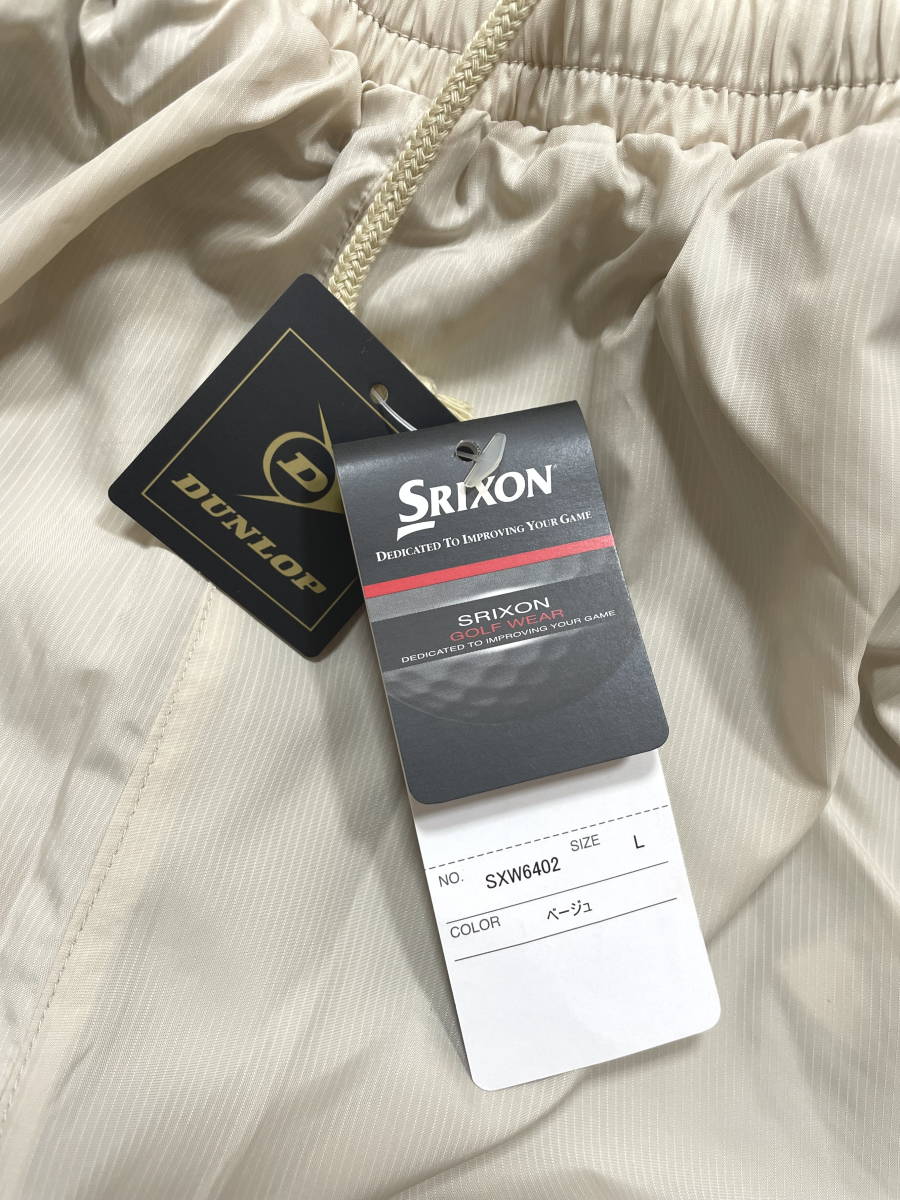 D
DUNLOP
SRIXON
DEDICATED TO IMPROVING YOUR GAME
SRIXON
GOLF WEAR
DEDICATED TO IMPROVING YOUR GAME
NO. SXW6402 SIZE L
COLOR ベージュ